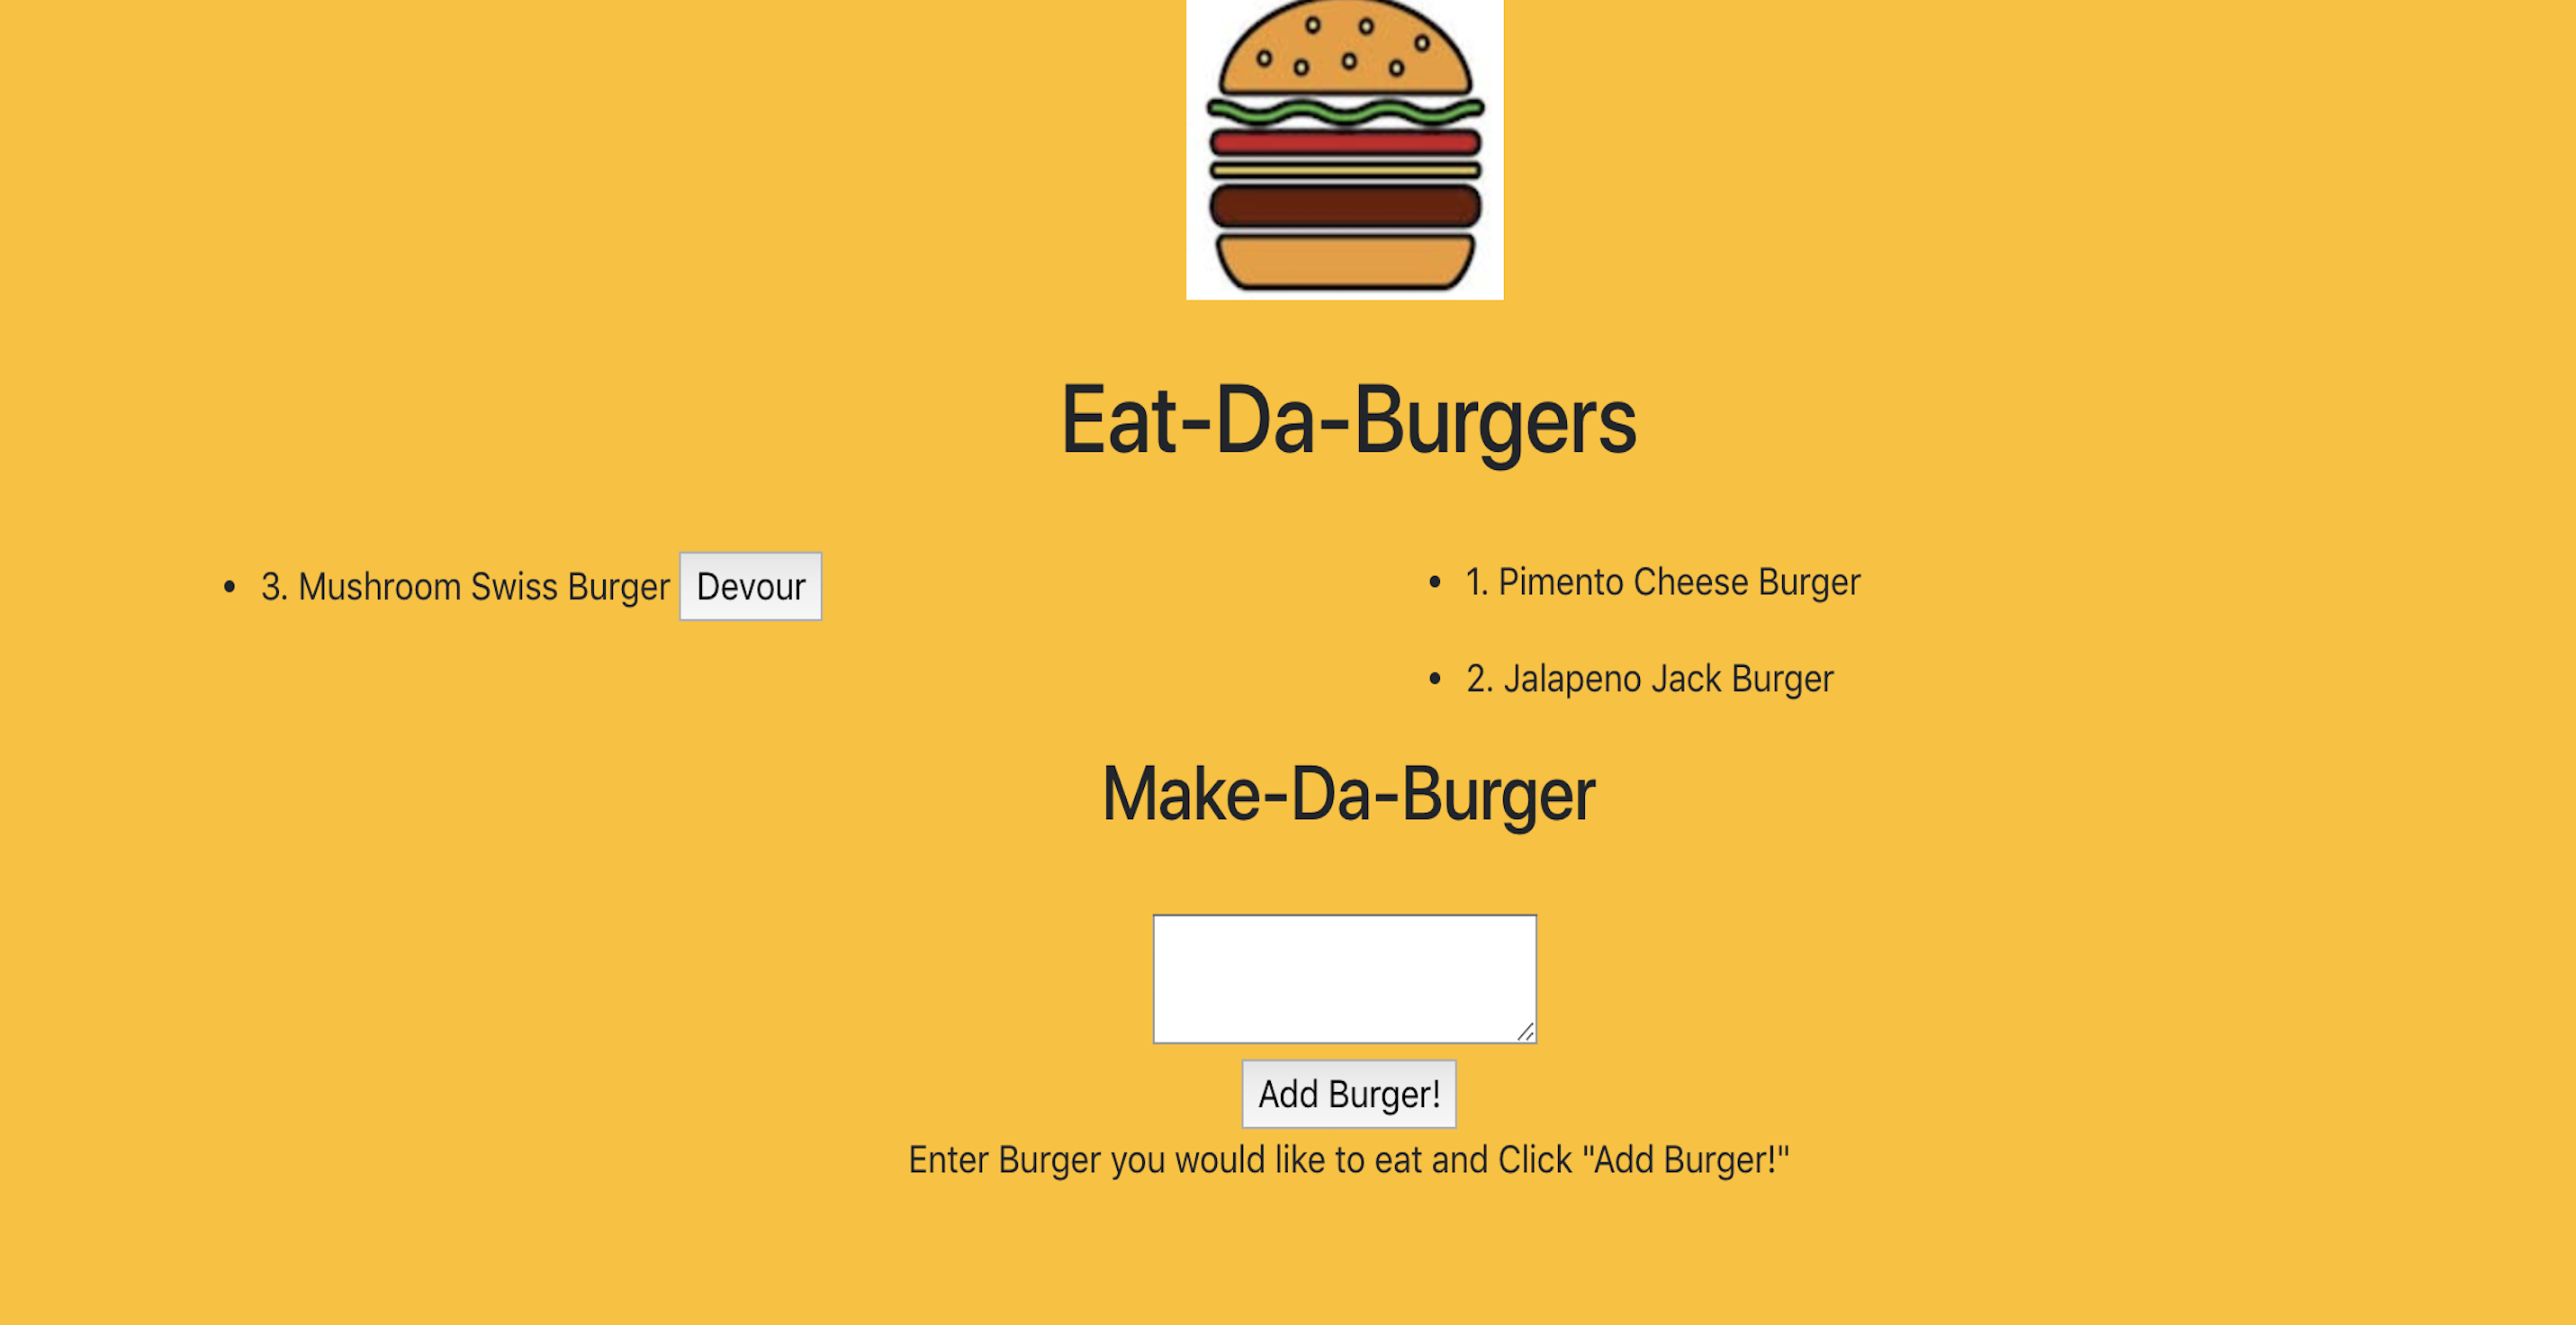 Eat-Da-Burgers
3. Mushroom Swiss Burger Devour
1. Pimento Cheese Burger
2. Jalapeno Jack Burger
Make-Da-Burger
Add Burger!
Enter Burger you would like to eat and Click "Add Burger!"